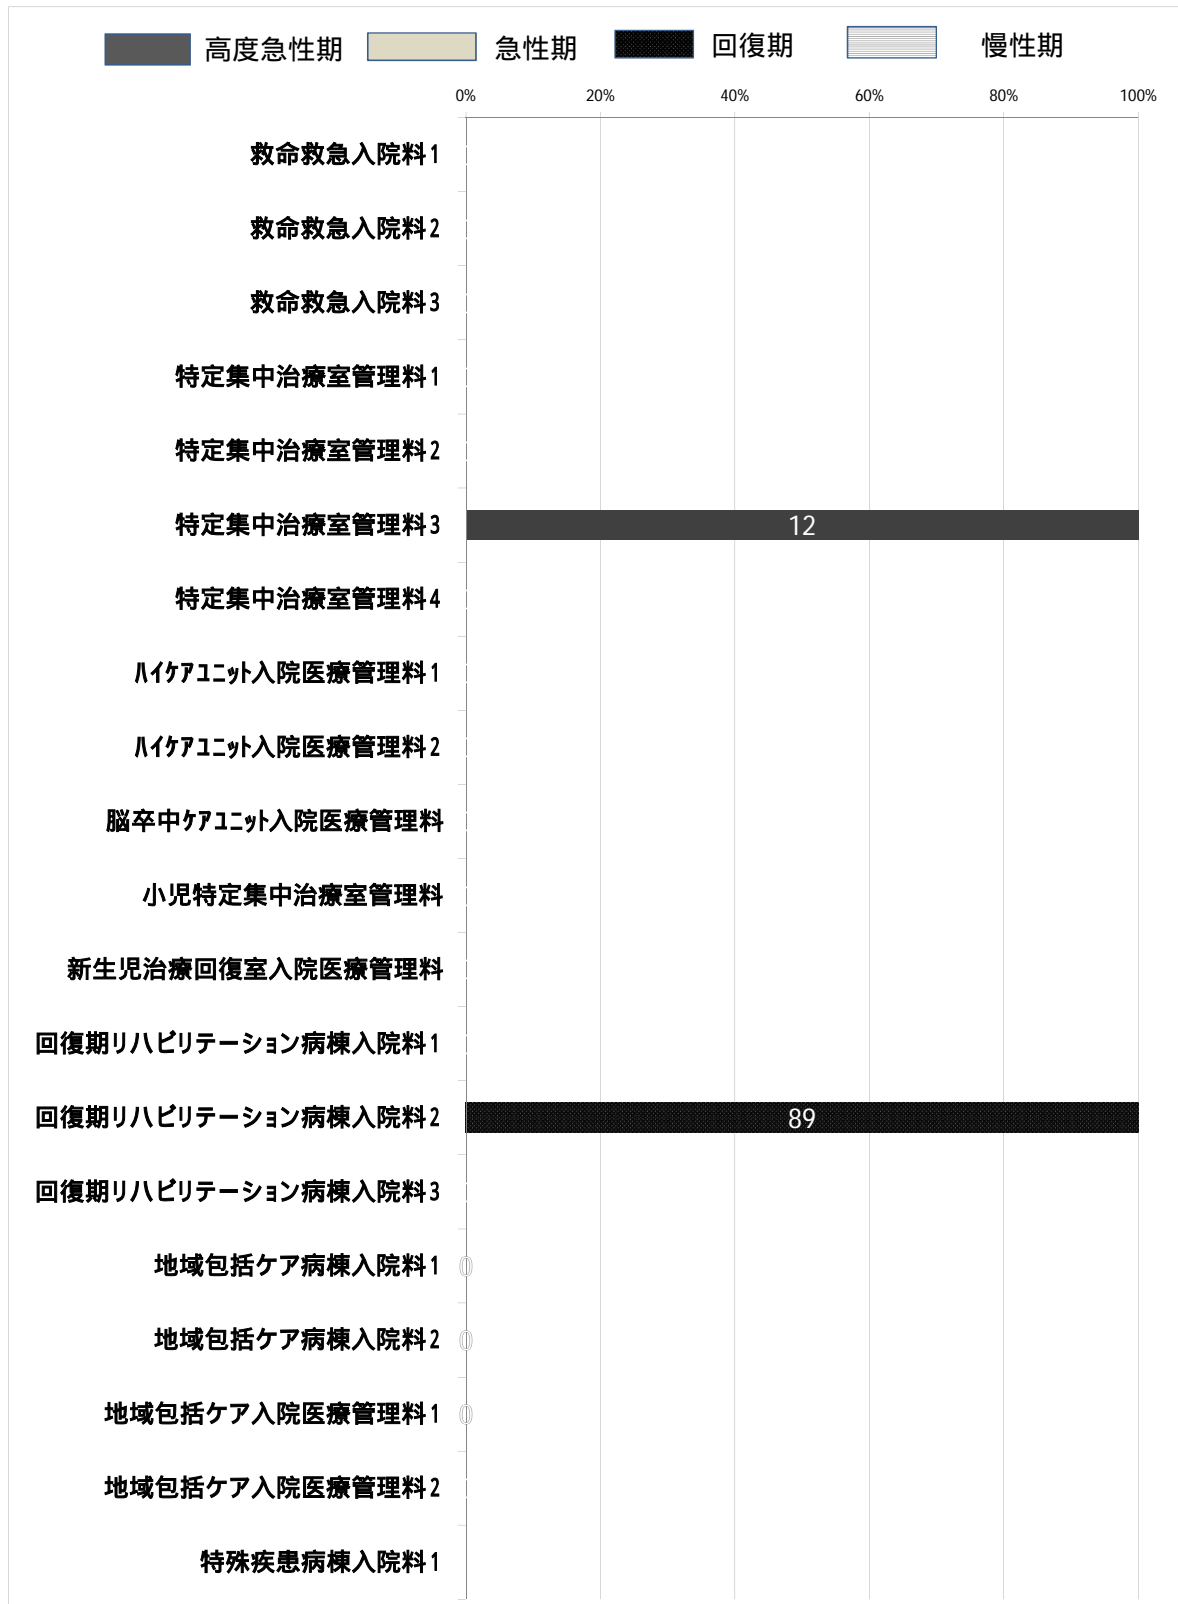 高度急性期 急性期 回復期 慢性期
0% 20% 40% 60% 80% 100%
救命救急入院料1
救命救急入院料2
救命救急入院料3
特定集中治療室管理料1
特定集中治療室管理料2
特定集中治療室管理料3 12
特定集中治療室管理料4
ﾊｲｹｱﾕﾆｯﾄ入院医療管理料1
ﾊｲｹｱﾕﾆｯﾄ入院医療管理料2
脳卒中ｹｱﾕﾆｯﾄ入院医療管理料
小児特定集中治療室管理料
新生児治療回復室入院医療管理料
回復期リハビリテーション病棟入院料1
回復期リハビリテーション病棟入院料2 89
回復期リハビリテーション病棟入院料3
地域包括ケア病棟入院料1 0
地域包括ケア病棟入院料2 0
地域包括ケア入院医療管理料1 0
地域包括ケア入院医療管理料2
特殊疾患病棟入院料1